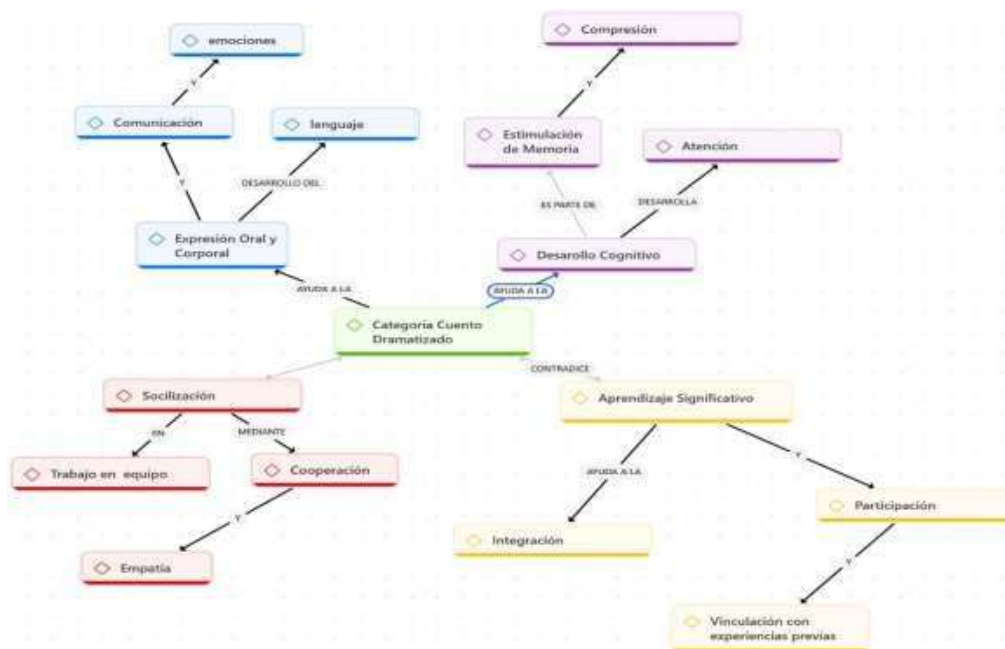 emociones
Compresión
Comunicación
lenguaje
Estimulación
de Memoria
Atención
Y
Y
Y
DESARROLLO DEL
ES PARTE DE
DESARROLLA
Expresión Oral y
Corporal
Desarollo Cognitivo
AYUDA A LA
AYUDA A LA
Categoría Cuento
Dramatizado
CONTRADICE
Socilización
Aprendizaje Significativo
EN
MEDIANTE
Trabajo en equipo
Cooperación
AYUDA A LA
Y
Participación
Y
Integración
Empatía
Y
Vinculación con
experiencias previas